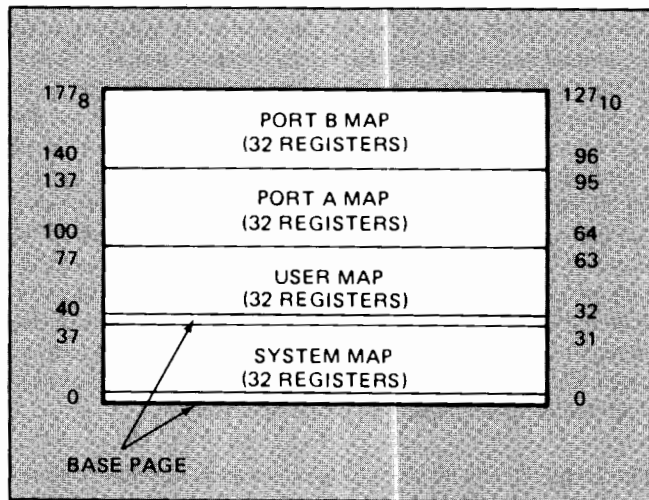 177₈ 127₁₀
PORT B MAP
(32 REGISTERS)
140 96
137 95
PORT A MAP
(32 REGISTERS)
100 64
77 63
USER MAP
(32 REGISTERS)
40 32
37 31
SYSTEM MAP
(32 REGISTERS)
0 0
BASE PAGE